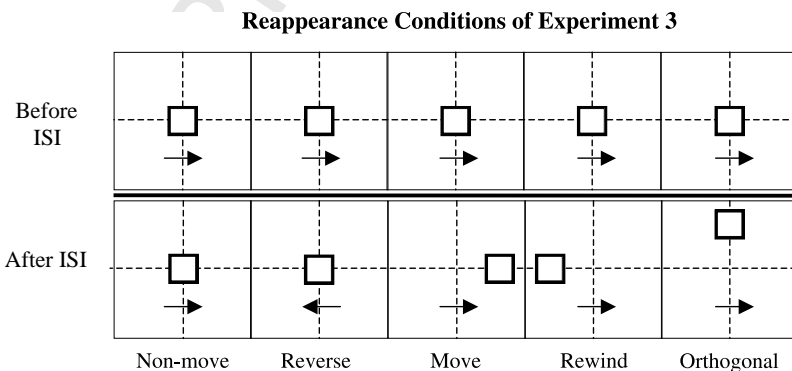 Reappearance Conditions of Experiment 3
Before
ISI
After ISI
Non-move Reverse Move Rewind Orthogonal